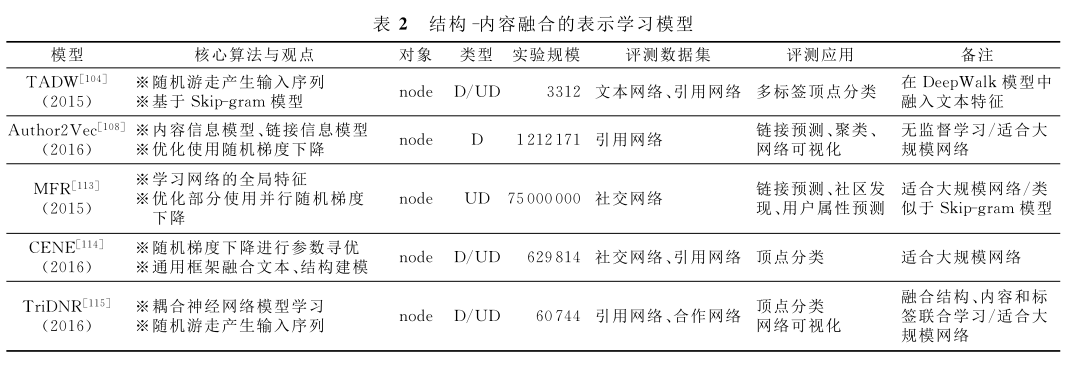 表 2 结构-内容融合的表示学习模型
模型 核心算法与观点 对象 类型 实验规模 评测数据集 评测应用 备注
TADW[104]
(2015)
※随机游走产生输入序列
※基于 Skip-gram 模型
node D/UD 3312 文本网络、引用网络 多标签顶点分类
在 DeepWalk 模型中
融入文本特征
Author2Vec[108]
(2016)
※内容信息模型、链接信息模型
※优化使用随机梯度下降
node D 1212171 引用网络
链接预测、聚类、
网络可视化
无监督学习/适合大
规模网络
MFR[113]
(2015)
※学习网络的全局特征
※优化部分使用并行随机梯度
下降
node UD 75000000 社交网络
链接预测、社区发
现、用户属性预测
适合大规模网络/类
似于 Skip-gram 模型
CENE[114]
(2016)
※随机梯度下降进行参数寻优
※通用框架融合文本、结构建模
node D/UD 629814 社交网络、引用网络 顶点分类 适合大规模网络
TriDNR[115]
(2016)
※耦合神经网络模型学习
※随机游走产生输入序列
node D/UD 60744 引用网络、合作网络
顶点分类
网络可视化
融合结构、内容和标
签联合学习/适合大
规模网络